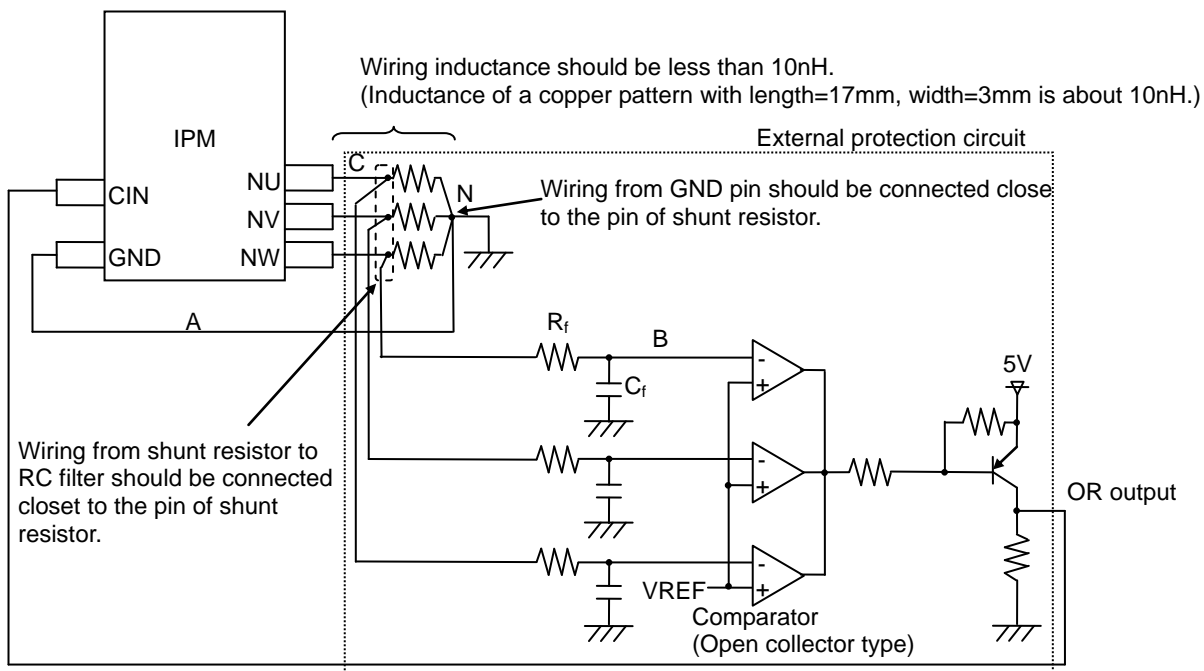 Wiring inductance should be less than 10nH.
(Inductance of a copper pattern with length=17mm, width=3mm is about 10nH.)
External protection circuit
IPM
C
NU
N
Wiring from GND pin should be connected close
to the pin of shunt resistor.
CIN
NV
GND
NW
A
Rf
B
-
+
5V
Cf
Wiring from shunt resistor to
RC filter should be connected
closet to the pin of shunt
resistor.
-
+
OR output
-
VREF
+
Comparator
(Open collector type)